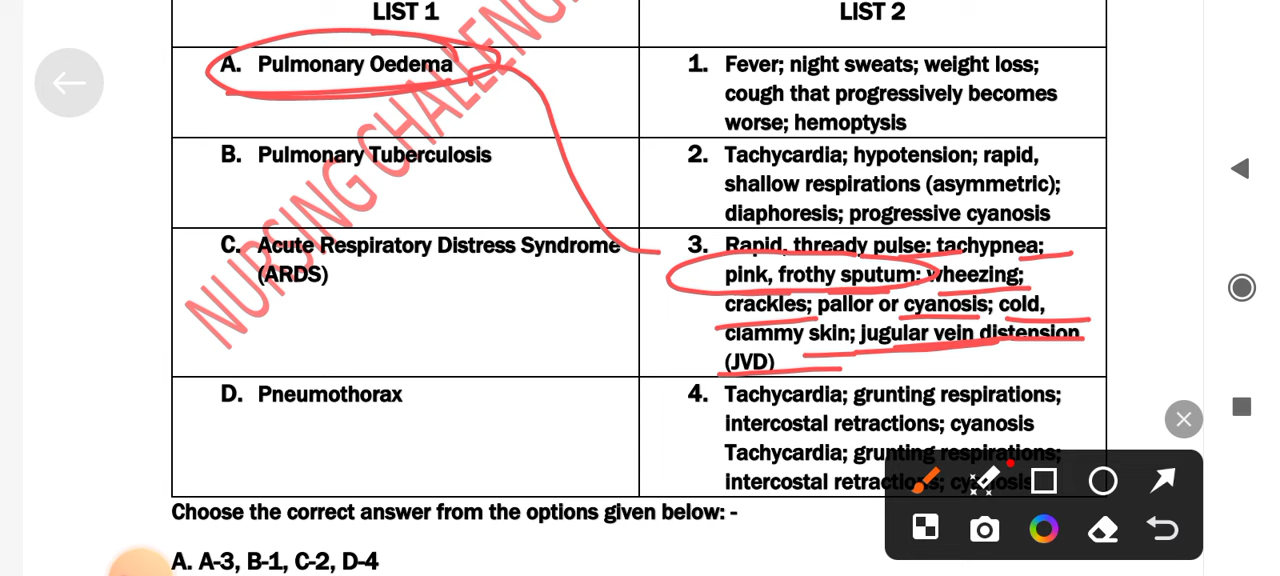 LIST 1
LIST 2
A. Pulmonary Oedema
1. Fever; night sweats; weight loss;
cough that progressively becomes
worse; hemoptysis
B. Pulmonary Tuberculosis
2. Tachycardia; hypotension; rapid,
shallow respirations (asymmetric);
diaphoresis; progressive cyanosis
C. Acute Respiratory Distress Syndrome
(ARDS)
3. Rapid, thready pulse; tachypnea;
pink, frothy sputum; wheezing;
crackles; pallor or cyanosis; cold,
clammy skin; jugular vein distension
(JVD)
D. Pneumothorax
4. Tachycardia; grunting respirations;
intercostal retractions; cyanosis
Tachycardia; grunting respirations;
intercostal retractions; cyanosis
Choose the correct answer from the options given below: -
A. A-3, B-1, C-2, D-4
NURSING CHALLENG